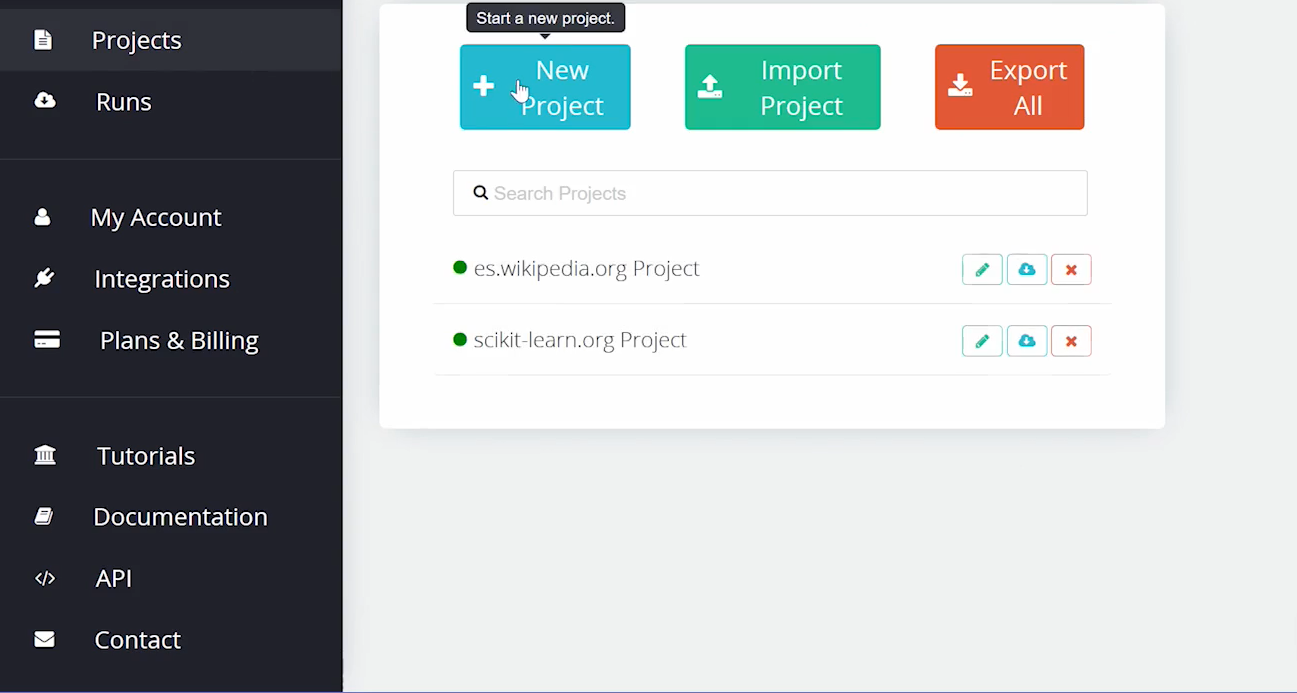 Projects
Runs
My Account
Integrations
Plans & Billing
Tutorials
Documentation
API
Contact
Start a new project.
New
Project
Import
Project
Export
All
Search Projects
es.wikipedia.org Project
scikit-learn.org Project